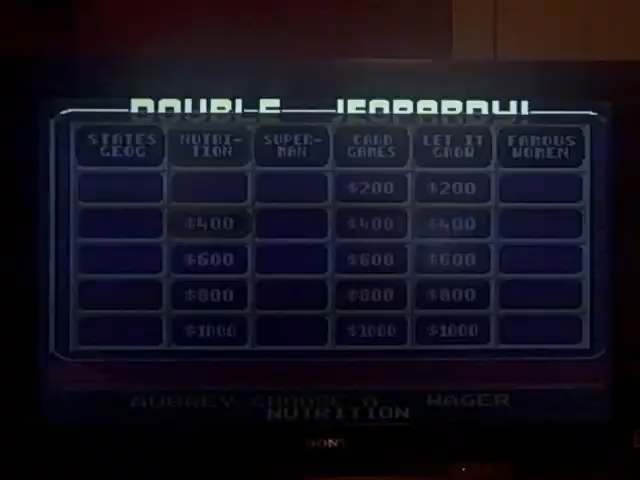 DOUBLE JEOPARDY!
STATES GEOG
NUTRI-TION
SUPER-MAN
CARD GAMES
LET IT GROW
FAMOUS WOMEN
$200 $200
$400 $400 $400
$600 $600 $600
$800 $800 $800
$1000 $1000 $1000
AUBREY CHOOSE A WAGER
NUTRITION
SONY